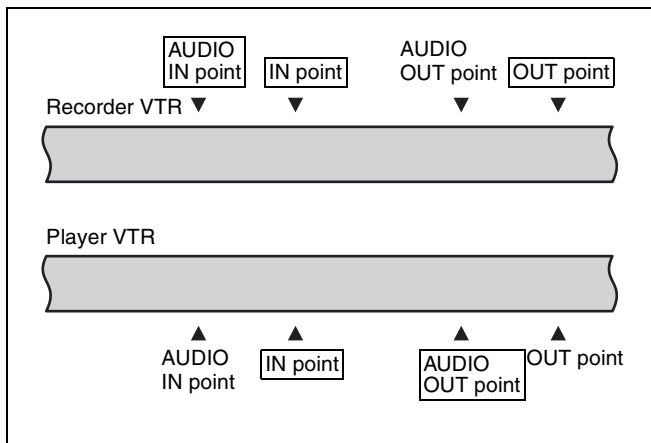 AUDIO
IN point
IN point
AUDIO
OUT point
OUT point
Recorder VTR
Player VTR
AUDIO
IN point
IN point
AUDIO
OUT point
OUT point